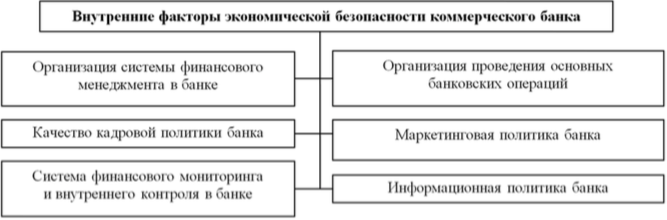 Внутренние факторы экономической безопасности коммерческого банка
Организация системы финансового
менеджмента в банке
Организация проведения основных
банковских операций
Качество кадровой политики банка
Маркетинговая политика банка
Система финансового мониторинга
и внутреннего контроля в банке
Информационная политика банка